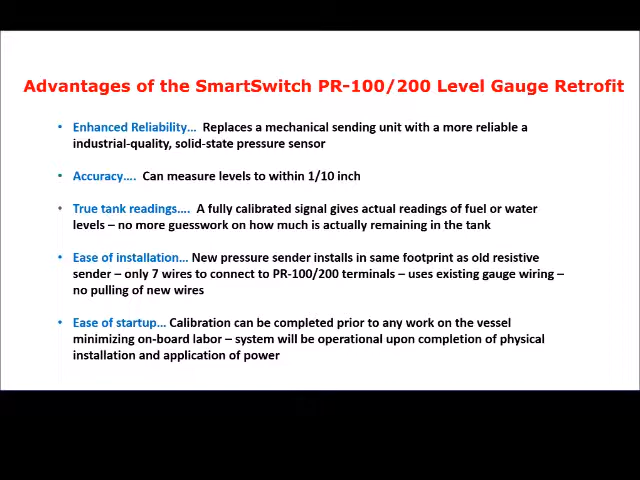 Advantages of the SmartSwitch PR-100/200 Level Gauge Retrofit
• Enhanced Reliability… Replaces a mechanical sending unit with a more reliable a
industrial-quality, solid-state pressure sensor
• Accuracy…. Can measure levels to within 1/10 inch
• True tank readings…. A fully calibrated signal gives actual readings of fuel or water
levels – no more guesswork on how much is actually remaining in the tank
• Ease of installation… New pressure sender installs in same footprint as old resistive
sender – only 7 wires to connect to PR-100/200 terminals – uses existing gauge wiring –
no pulling of new wires
• Ease of startup… Calibration can be completed prior to any work on the vessel
minimizing on-board labor – system will be operational upon completion of physical
installation and application of power